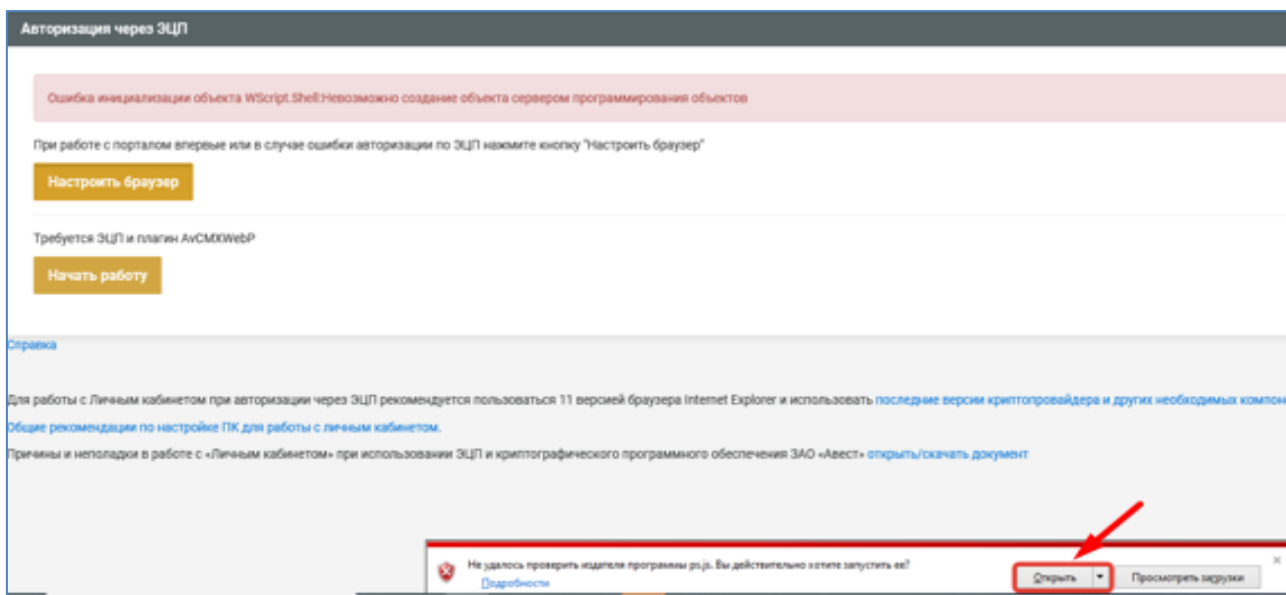 Авторизация через ЭЦП
Ошибка инициализации объекта WScript.Shell:Невозможно создание объекта сервером программирования объектов
При работе с порталом впервые или в случае ошибки авторизации по ЭЦП нажмите кнопку "Настроить браузер"
Настроить браузер
Требуется ЭЦП и плагин AvCMXWebP
Начать работу
Справка
Для работы с Личным кабинетом при авторизации через ЭЦП рекомендуется пользоваться 11 версией браузера Internet Explorer и использовать последние версии криптопровайдера и других необходимых компон
Общие рекомендации по настройке ПК для работы с личным кабинетом.
Причины и неполадки в работе с «Личным кабинетом» при использовании ЭЦП и криптографического программного обеспечения ЗАО «Авест» открыть/скачать документ
Не удалось проверить издателя программы ps.js. Вы действительно хотите запустить ее?
Подробности
Открыть
Просмотреть загрузки